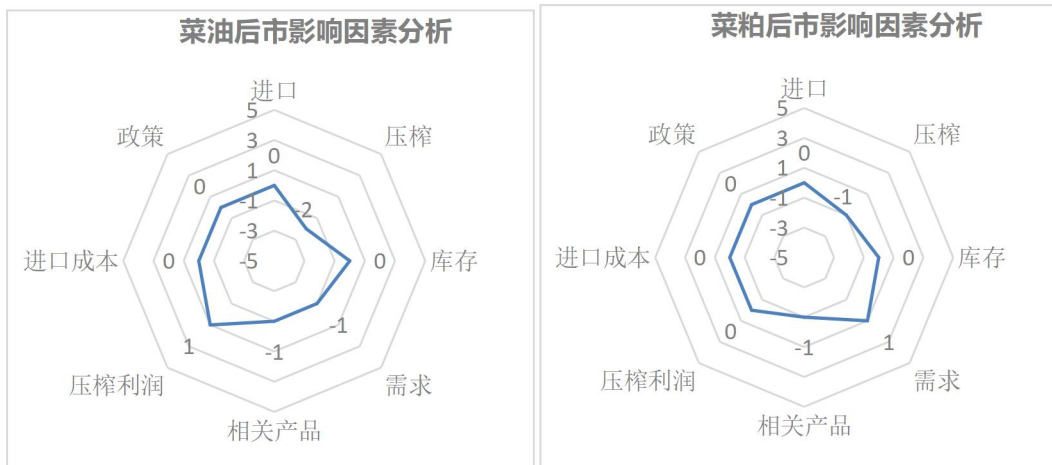 菜油后市影响因素分析
进口
5
政策
压榨
3
0
0
1
-1
-2
-3
进口成本
0
-5
0
库存
-1
1
-1
压榨利润
需求
相关产品
菜粕后市影响因素分析
进口
5
政策
压榨
3
0
0
1
-1
-1
-3
进口成本
0
-5
0
库存
0
1
-1
压榨利润
需求
相关产品